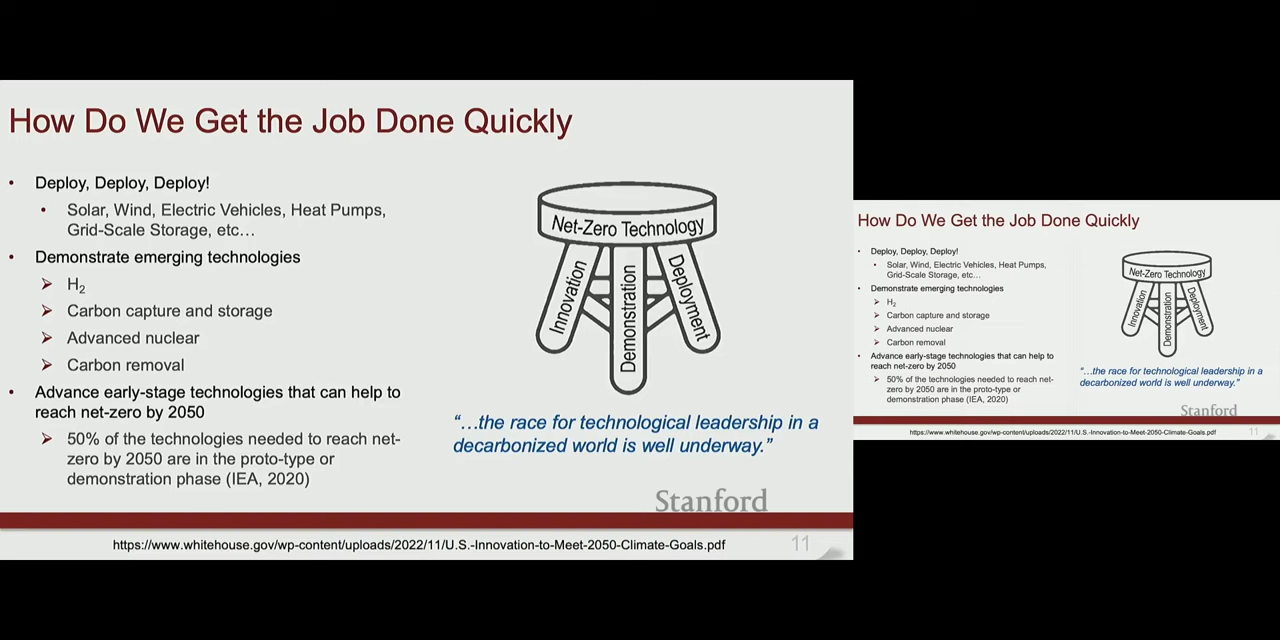 How Do We Get the Job Done Quickly
• Deploy, Deploy, Deploy!
• Solar, Wind, Electric Vehicles, Heat Pumps,
Grid-Scale Storage, etc…
• Demonstrate emerging technologies
➢ H₂
➢ Carbon capture and storage
➢ Advanced nuclear
➢ Carbon removal
• Advance early-stage technologies that can help to
reach net-zero by 2050
➢ 50% of the technologies needed to reach net-
zero by 2050 are in the proto-type or
demonstration phase (IEA, 2020)
Net-Zero Technology
Innovation
Demonstration
Deployment
“…the race for technological leadership in a
decarbonized world is well underway.”
Stanford
https://www.whitehouse.gov/wp-content/uploads/2022/11/U.S.-Innovation-to-Meet-2050-Climate-Goals.pdf
11
How Do We Get the Job Done Quickly
• Deploy, Deploy, Deploy!
• Solar, Wind, Electric Vehicles, Heat Pumps,
Grid-Scale Storage, etc…
• Demonstrate emerging technologies
➢ H₂
➢ Carbon capture and storage
➢ Advanced nuclear
➢ Carbon removal
• Advance early-stage technologies that can help to
reach net-zero by 2050
➢ 50% of the technologies needed to reach net-
zero by 2050 are in the proto-type or
demonstration phase (IEA, 2020)
Net-Zero Technology
Innovation
Demonstration
Deployment
“…the race for technological leadership in a
decarbonized world is well underway.”
Stanford
https://www.whitehouse.gov/wp-content/uploads/2022/11/U.S.-Innovation-to-Meet-2050-Climate-Goals.pdf
11